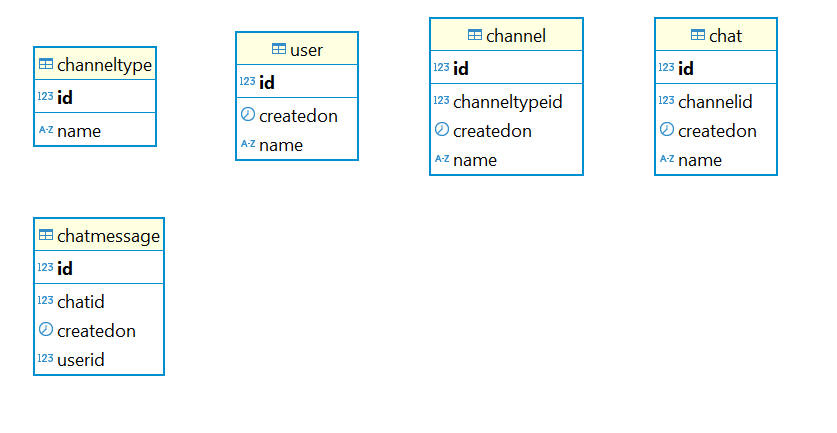 channeltype
123 id
A-Z name
user
123 id
createdon
A-Z name
channel
123 id
123 channeltypeid
createdon
A-Z name
chat
123 id
123 channelid
createdon
A-Z name
chatmessage
123 id
123 chatid
createdon
123 userid